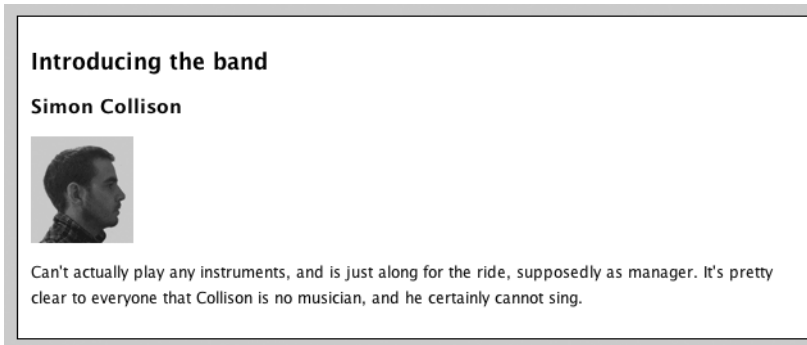 Introducing the band
Simon Collison
Can't actually play any instruments, and is just along for the ride, supposedly as manager. It's pretty
clear to everyone that Collison is no musician, and he certainly cannot sing.